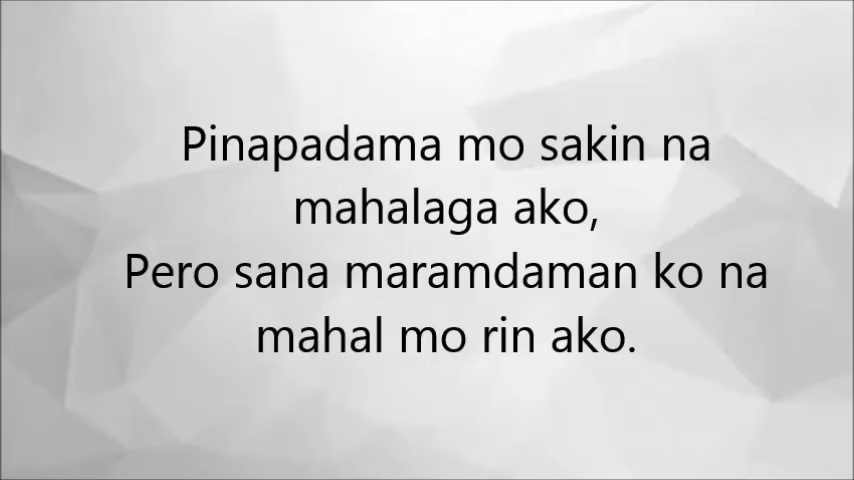 Pinapadama mo sakin na
mahalaga ako,
Pero sana maramdaman ko na
mahal mo rin ako.